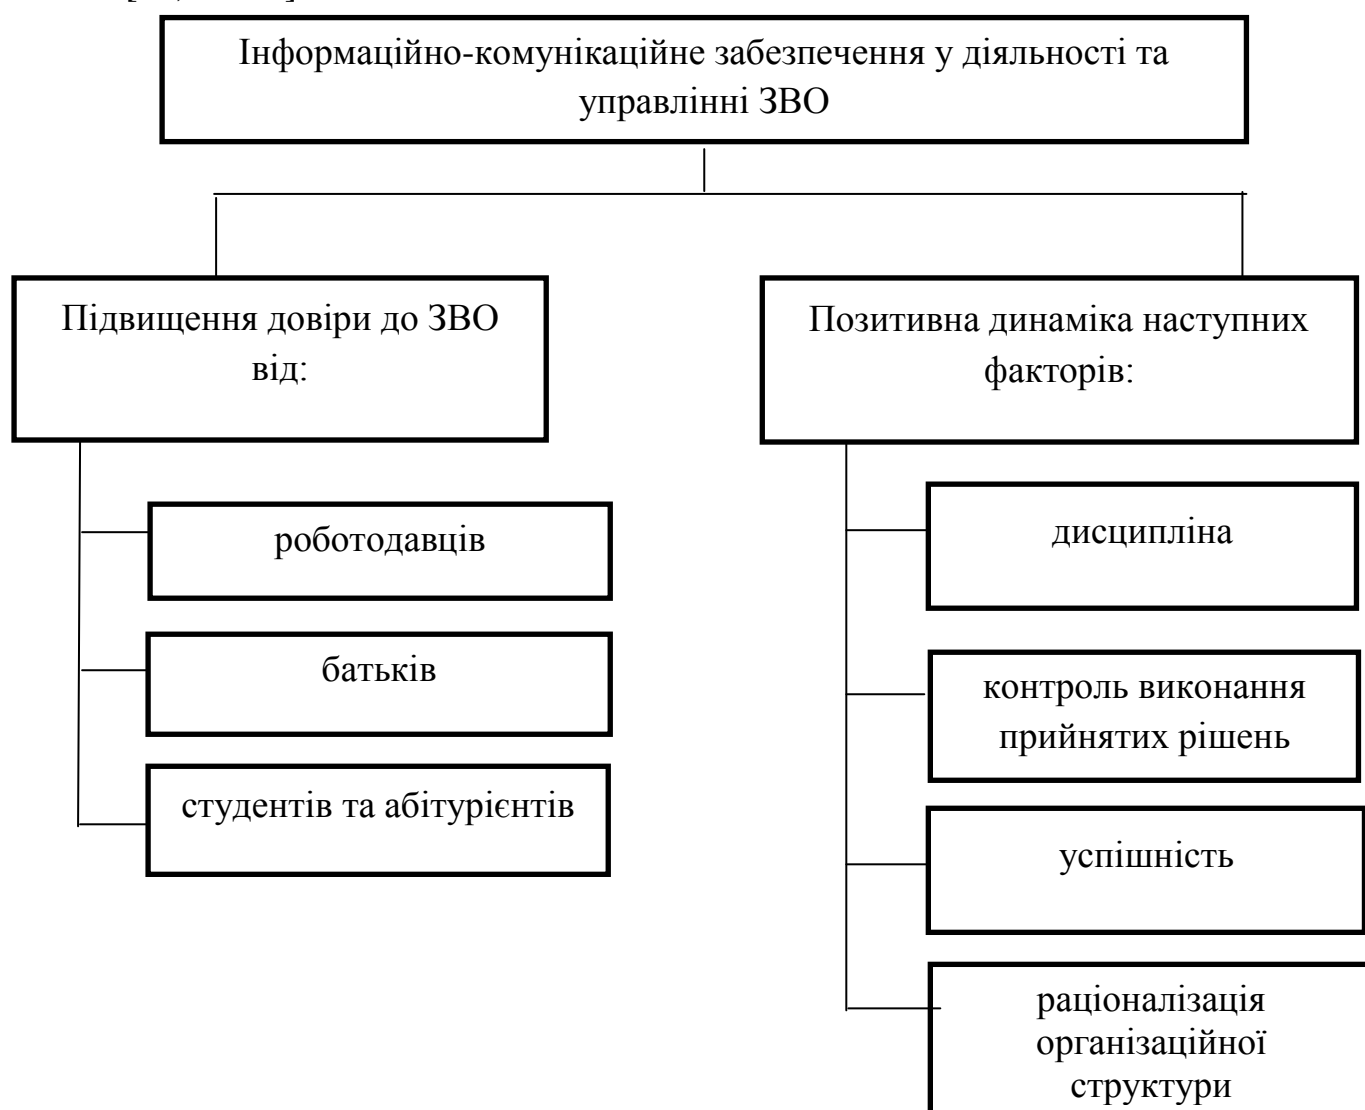 Інформаційно-комунікаційне забезпечення у діяльності та
управлінні ЗВО
Підвищення довіри до ЗВО
від:
роботодавців
батьків
студентів та абітурієнтів
Позитивна динаміка наступних
факторів:
дисципліна
контроль виконання
прийнятих рішень
успішність
раціоналізація
організаційної
структури